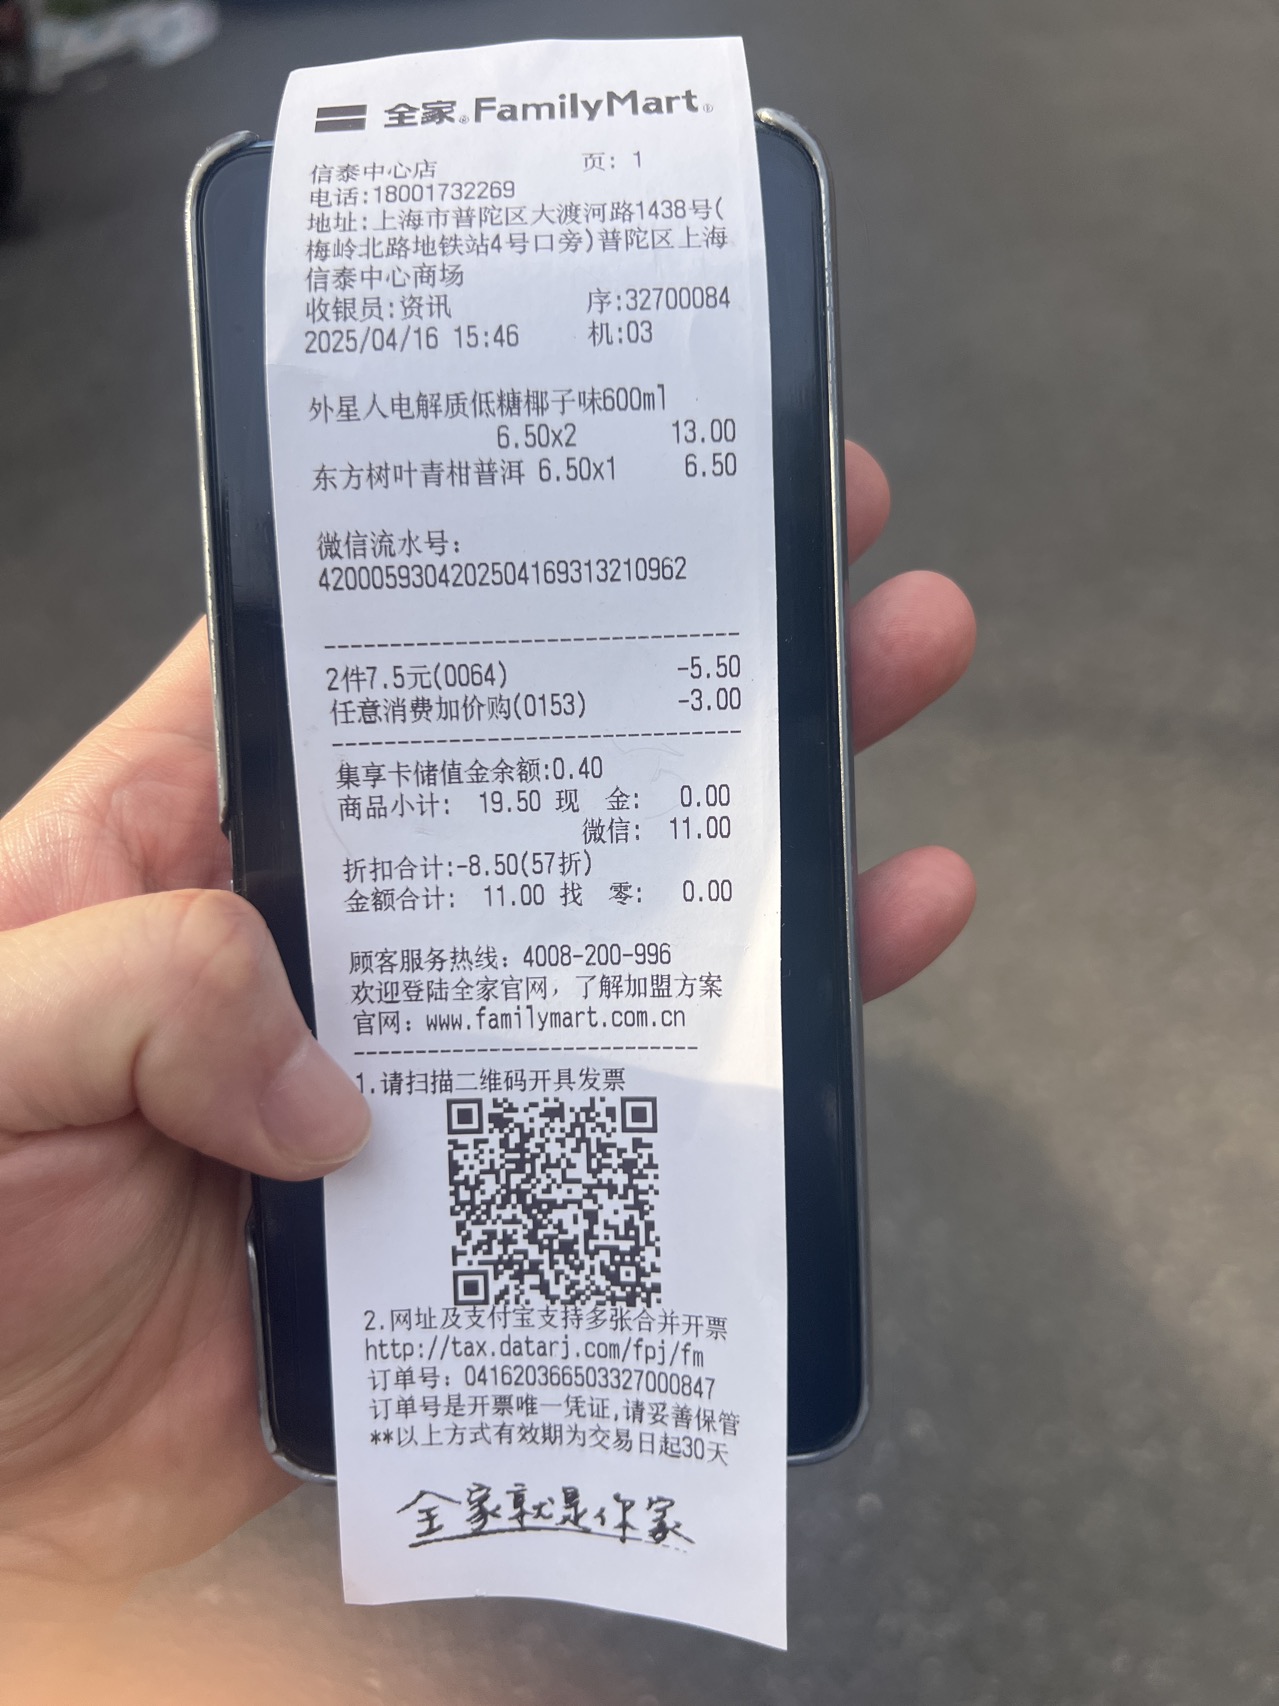 全家®FamilyMart®
信泰中心店 页: 1
电话:18001732269
地址:上海市普陀区大渡河路1438号(
梅岭北路地铁站4号口旁)普陀区上海
信泰中心商场
收银员:资讯 序:32700084
2025/04/16 15:46 机:03
外星人电解质低糖椰子味600ml
6.50x2 13.00
东方树叶青柑普洱 6.50x1 6.50
微信流水号:
4200059304202504169313210962
2件7.5元(0064) -5.50
任意消费加价购(0153) -3.00
集享卡储值金余额:0.40
商品小计: 19.50 现 金: 0.00
微信: 11.00
折扣合计:-8.50(57折)
金额合计: 11.00 找 零: 0.00
顾客服务热线: 4008-200-996
欢迎登陆全家官网, 了解加盟方案
官网: www.familymart.com.cn
1.请扫描二维码开具发票
2.网址及支付宝支持多张合并开票
http://tax.datarj.com/fpj/fm
订单号: 0416203665033270000847
订单号是开票唯一凭证,请妥善保管
**以上方式有效期为交易日起30天
全家就是你家